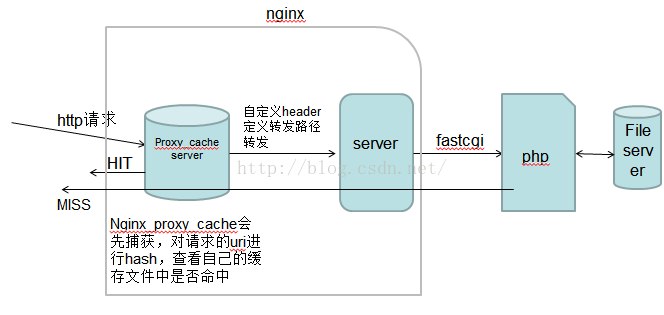 nginx
http请求
Proxy_cache
server
HIT
MISS
自定义header
定义转发路径
转发
server
fastcgi
php
File
serv
er
http://blog.csdn.net/
Nginx_proxy_cache会
先捕获，对请求的uri进
行hash，查看自己的缓
存文件中是否命中